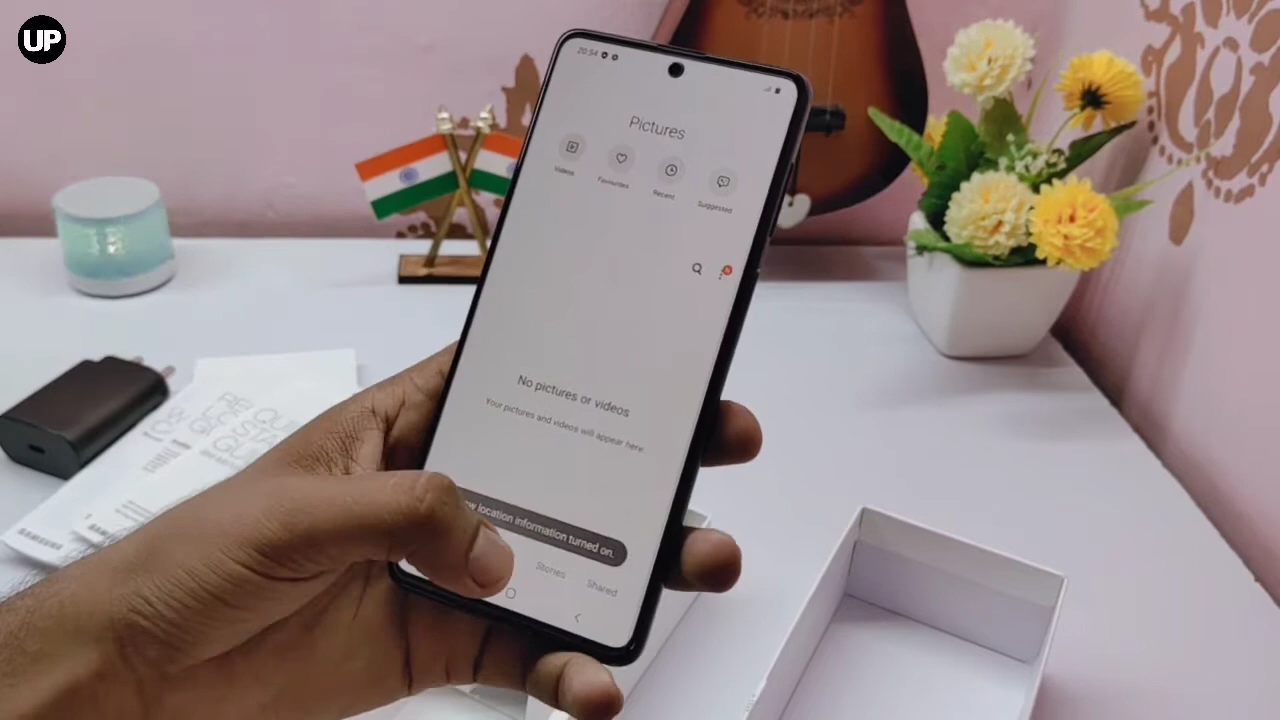 UP
20:54
Pictures
Videos
Favourites
Recent
Suggested
No pictures or videos
Your pictures and videos will appear here.
location information turned on.
Stories
Shared
SAMSUNG